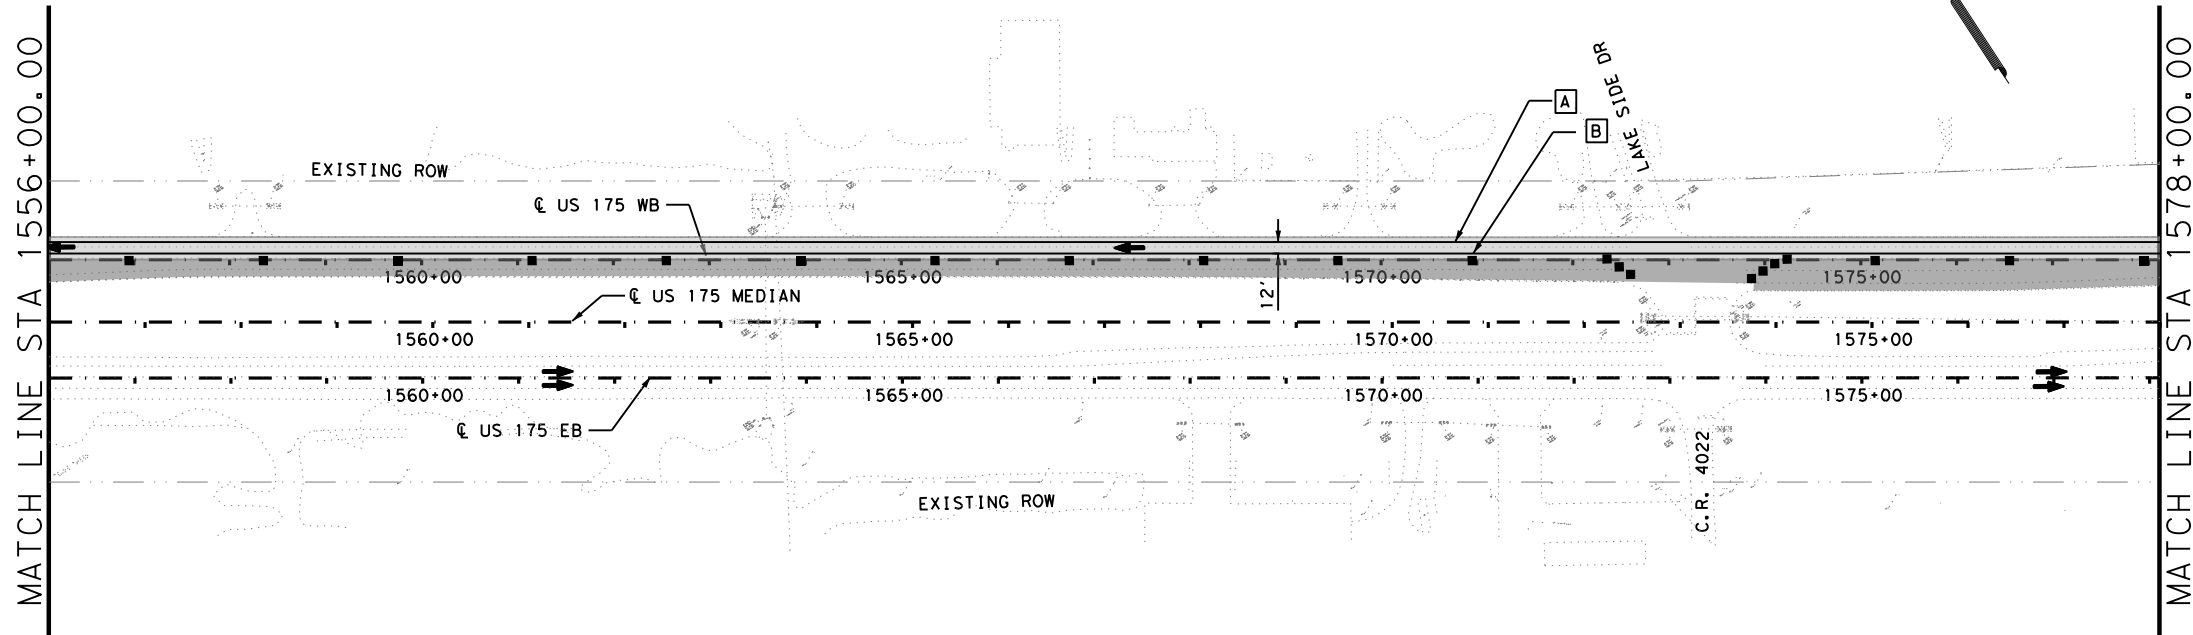 MATCH LINE STA 1556+00.00
EXISTING ROW
℄ US 175 WB
A
B
LAKE SIDE DR
1560+00
1565+00
1570+00
1575+00
12'
℄ US 175 MEDIAN
1560+00
1565+00
1570+00
1575+00
1560+00
1565+00
1570+00
1575+00
℄ US 175 EB
C.R. 4022
EXISTING ROW
MATCH LINE STA 1578+00.00